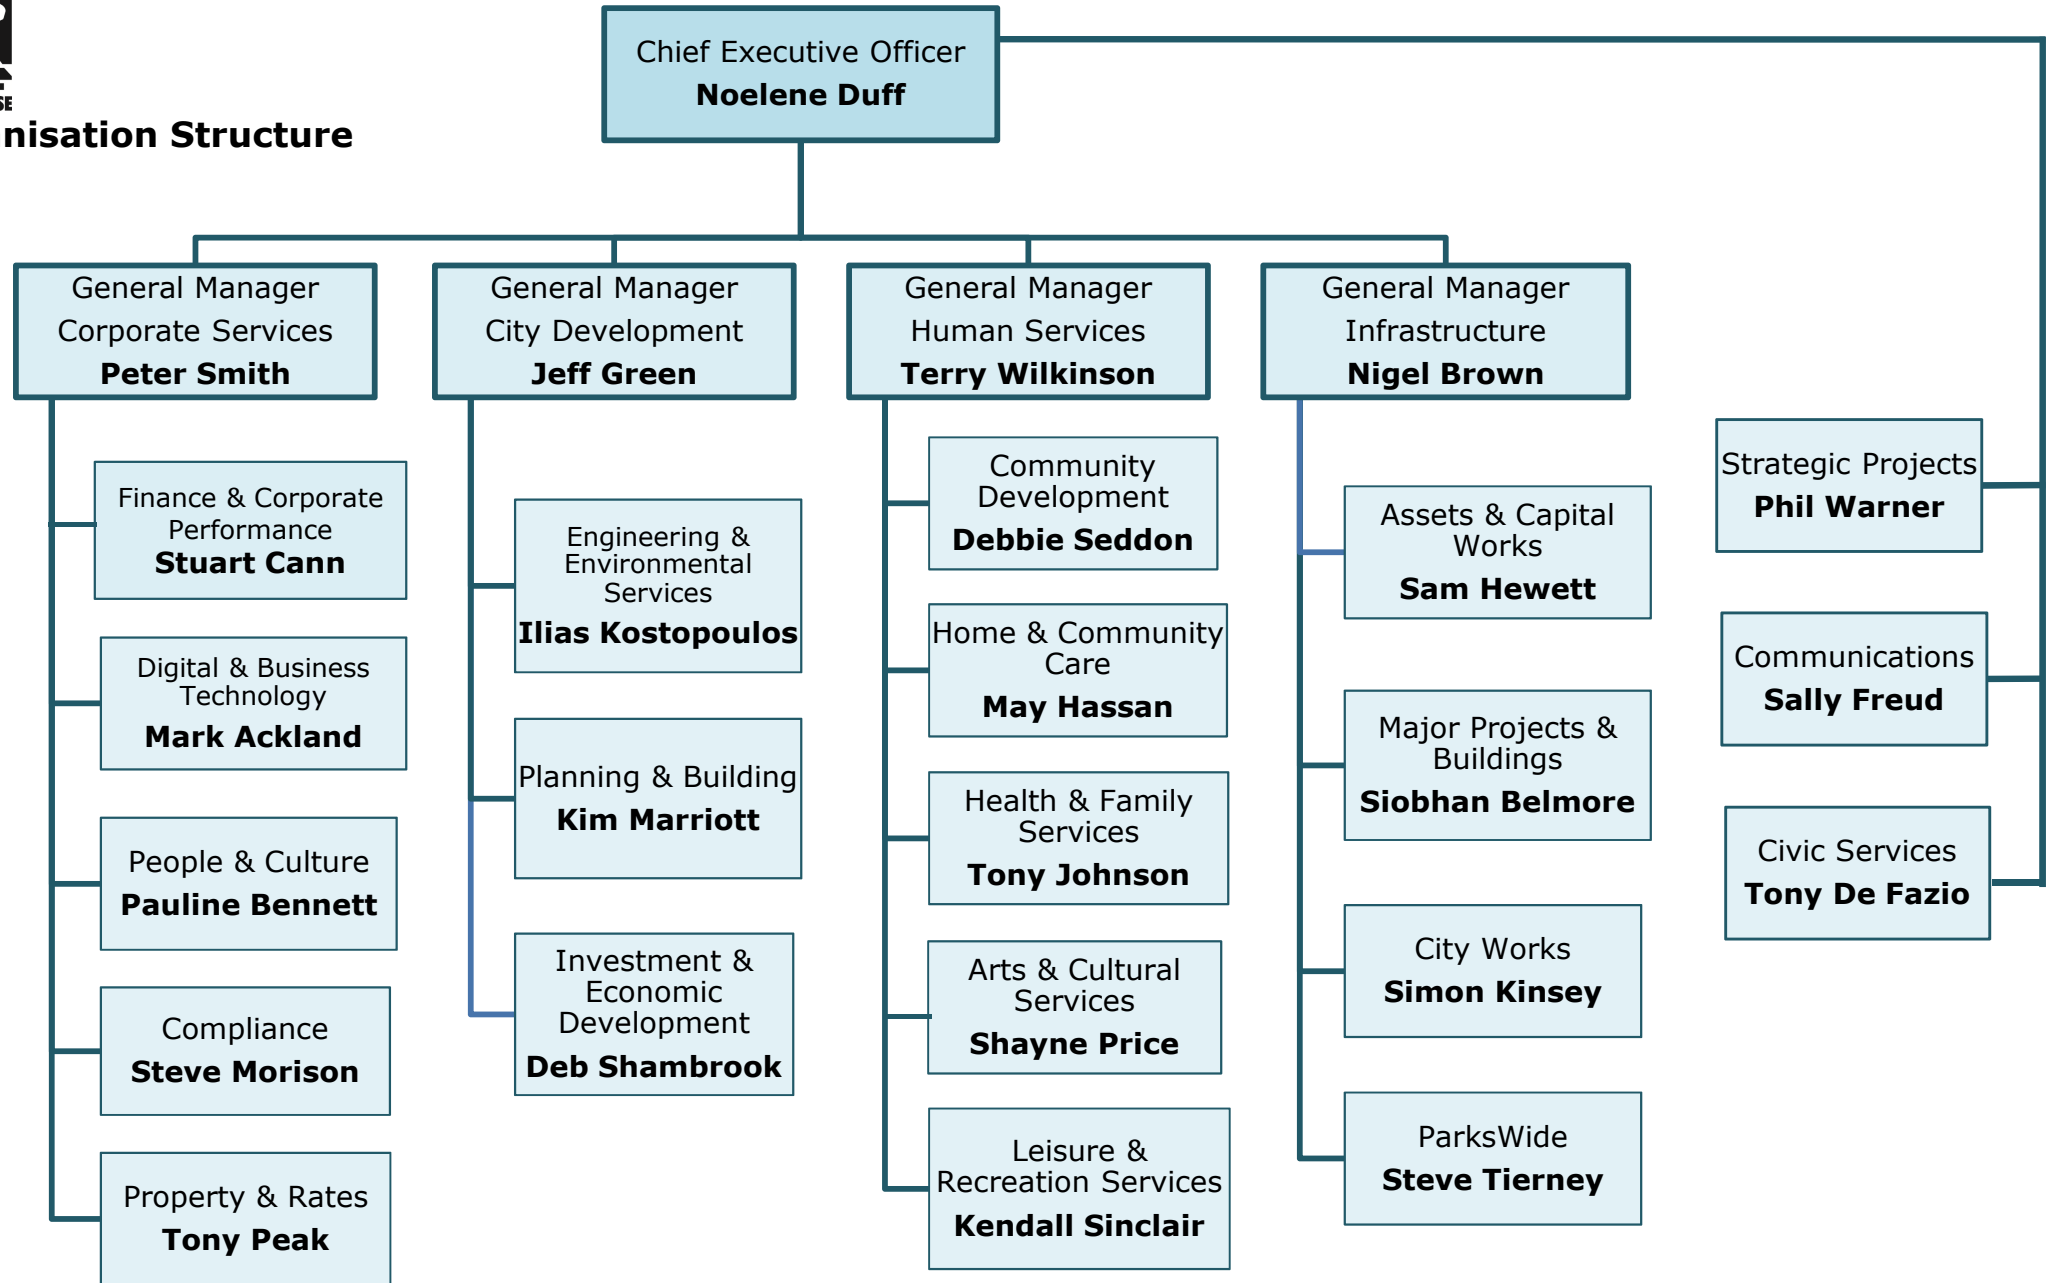 SE
nisation Structure
Chief Executive Officer
Noelene Duff
General Manager
Corporate Services
Peter Smith
Finance & Corporate
Performance
Stuart Cann
Digital & Business
Technology
Mark Ackland
People & Culture
Pauline Bennett
Compliance
Steve Morison
Property & Rates
Tony Peak
General Manager
City Development
Jeff Green
Engineering &
Environmental
Services
Ilias Kostopoulos
Planning & Building
Kim Marriott
Investment &
Economic
Development
Deb Shambrook
General Manager
Human Services
Terry Wilkinson
Community
Development
Debbie Seddon
Home & Community
Care
May Hassan
Health & Family
Services
Tony Johnson
Arts & Cultural
Services
Shayne Price
Leisure &
Recreation Services
Kendall Sinclair
General Manager
Infrastructure
Nigel Brown
Assets & Capital
Works
Sam Hewett
Major Projects &
Buildings
Siobhan Belmore
City Works
Simon Kinsey
ParksWide
Steve Tierney
Strategic Projects
Phil Warner
Communications
Sally Freud
Civic Services
Tony De Fazio